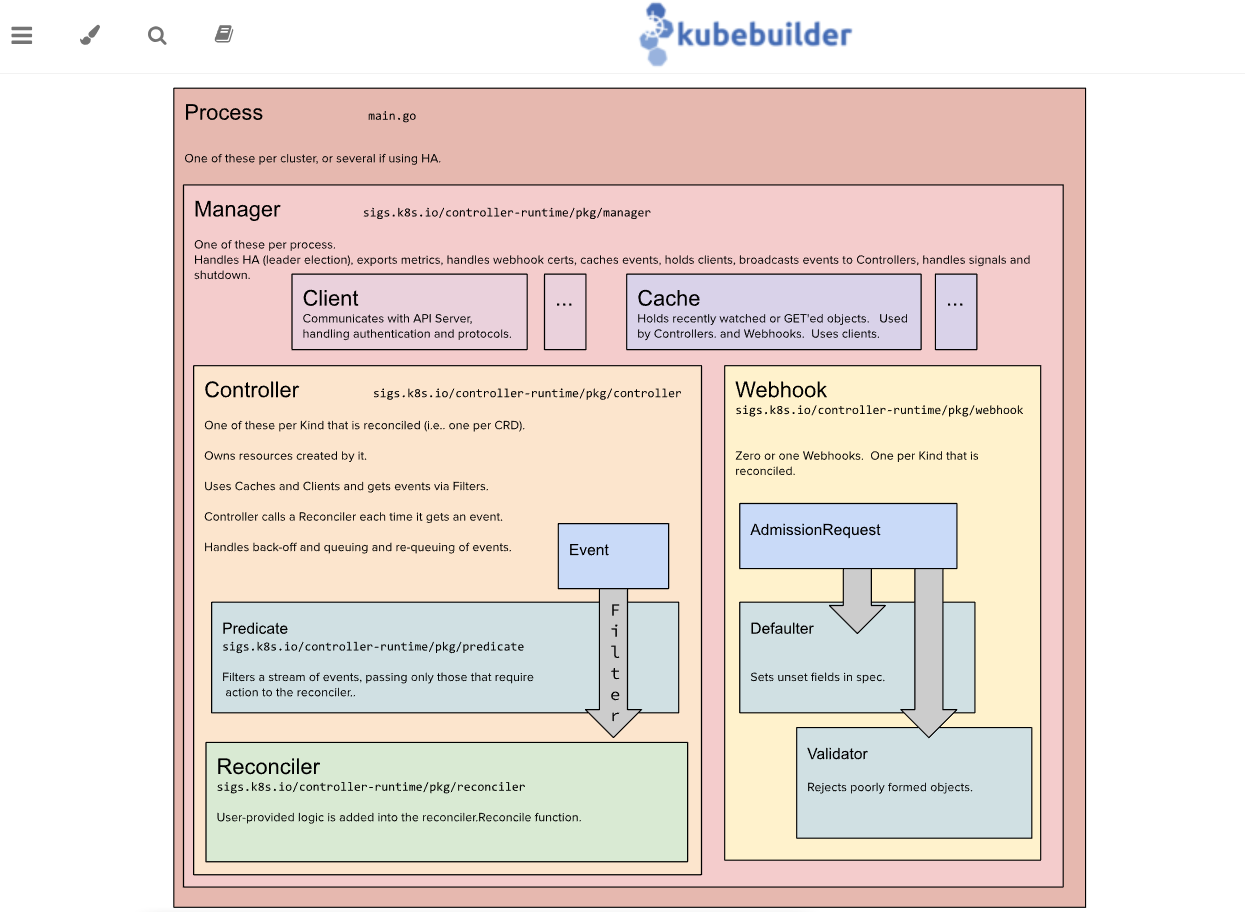 kubebuilder
Process
main.go
One of these per cluster, or several if using HA.
Manager
sigs.k8s.io/controller-runtime/pkg/manager
One of these per process.
Handles HA (leader election), exports metrics, handles webhook certs, caches events, holds clients, broadcasts events to Controllers, handles signals and
shutdown.
Client
Communicates with API Server,
handling authentication and protocols.
...
Cache
Holds recently watched or GET'ed objects. Used
by Controllers. and Webhooks. Uses clients.
...
Controller
sigs.k8s.io/controller-runtime/pkg/controller
One of these per Kind that is reconciled (i.e.. one per CRD).
Owns resources created by it.
Uses Caches and Clients and gets events via Filters.
Controller calls a Reconciler each time it gets an event.
Handles back-off and queuing and re-queuing of events.
Event
Filter
Predicate
sigs.k8s.io/controller-runtime/pkg/predicate
Filters a stream of events, passing only those that require
action to the reconciler..
Reconciler
sigs.k8s.io/controller-runtime/pkg/reconciler
User-provided logic is added into the reconciler.Reconcile function.
Webhook
sigs.k8s.io/controller-runtime/pkg/webhook
Zero or one Webhooks. One per Kind that is
reconciled.
AdmissionRequest
Defaulter
Sets unset fields in spec.
Validator
Rejects poorly formed objects.